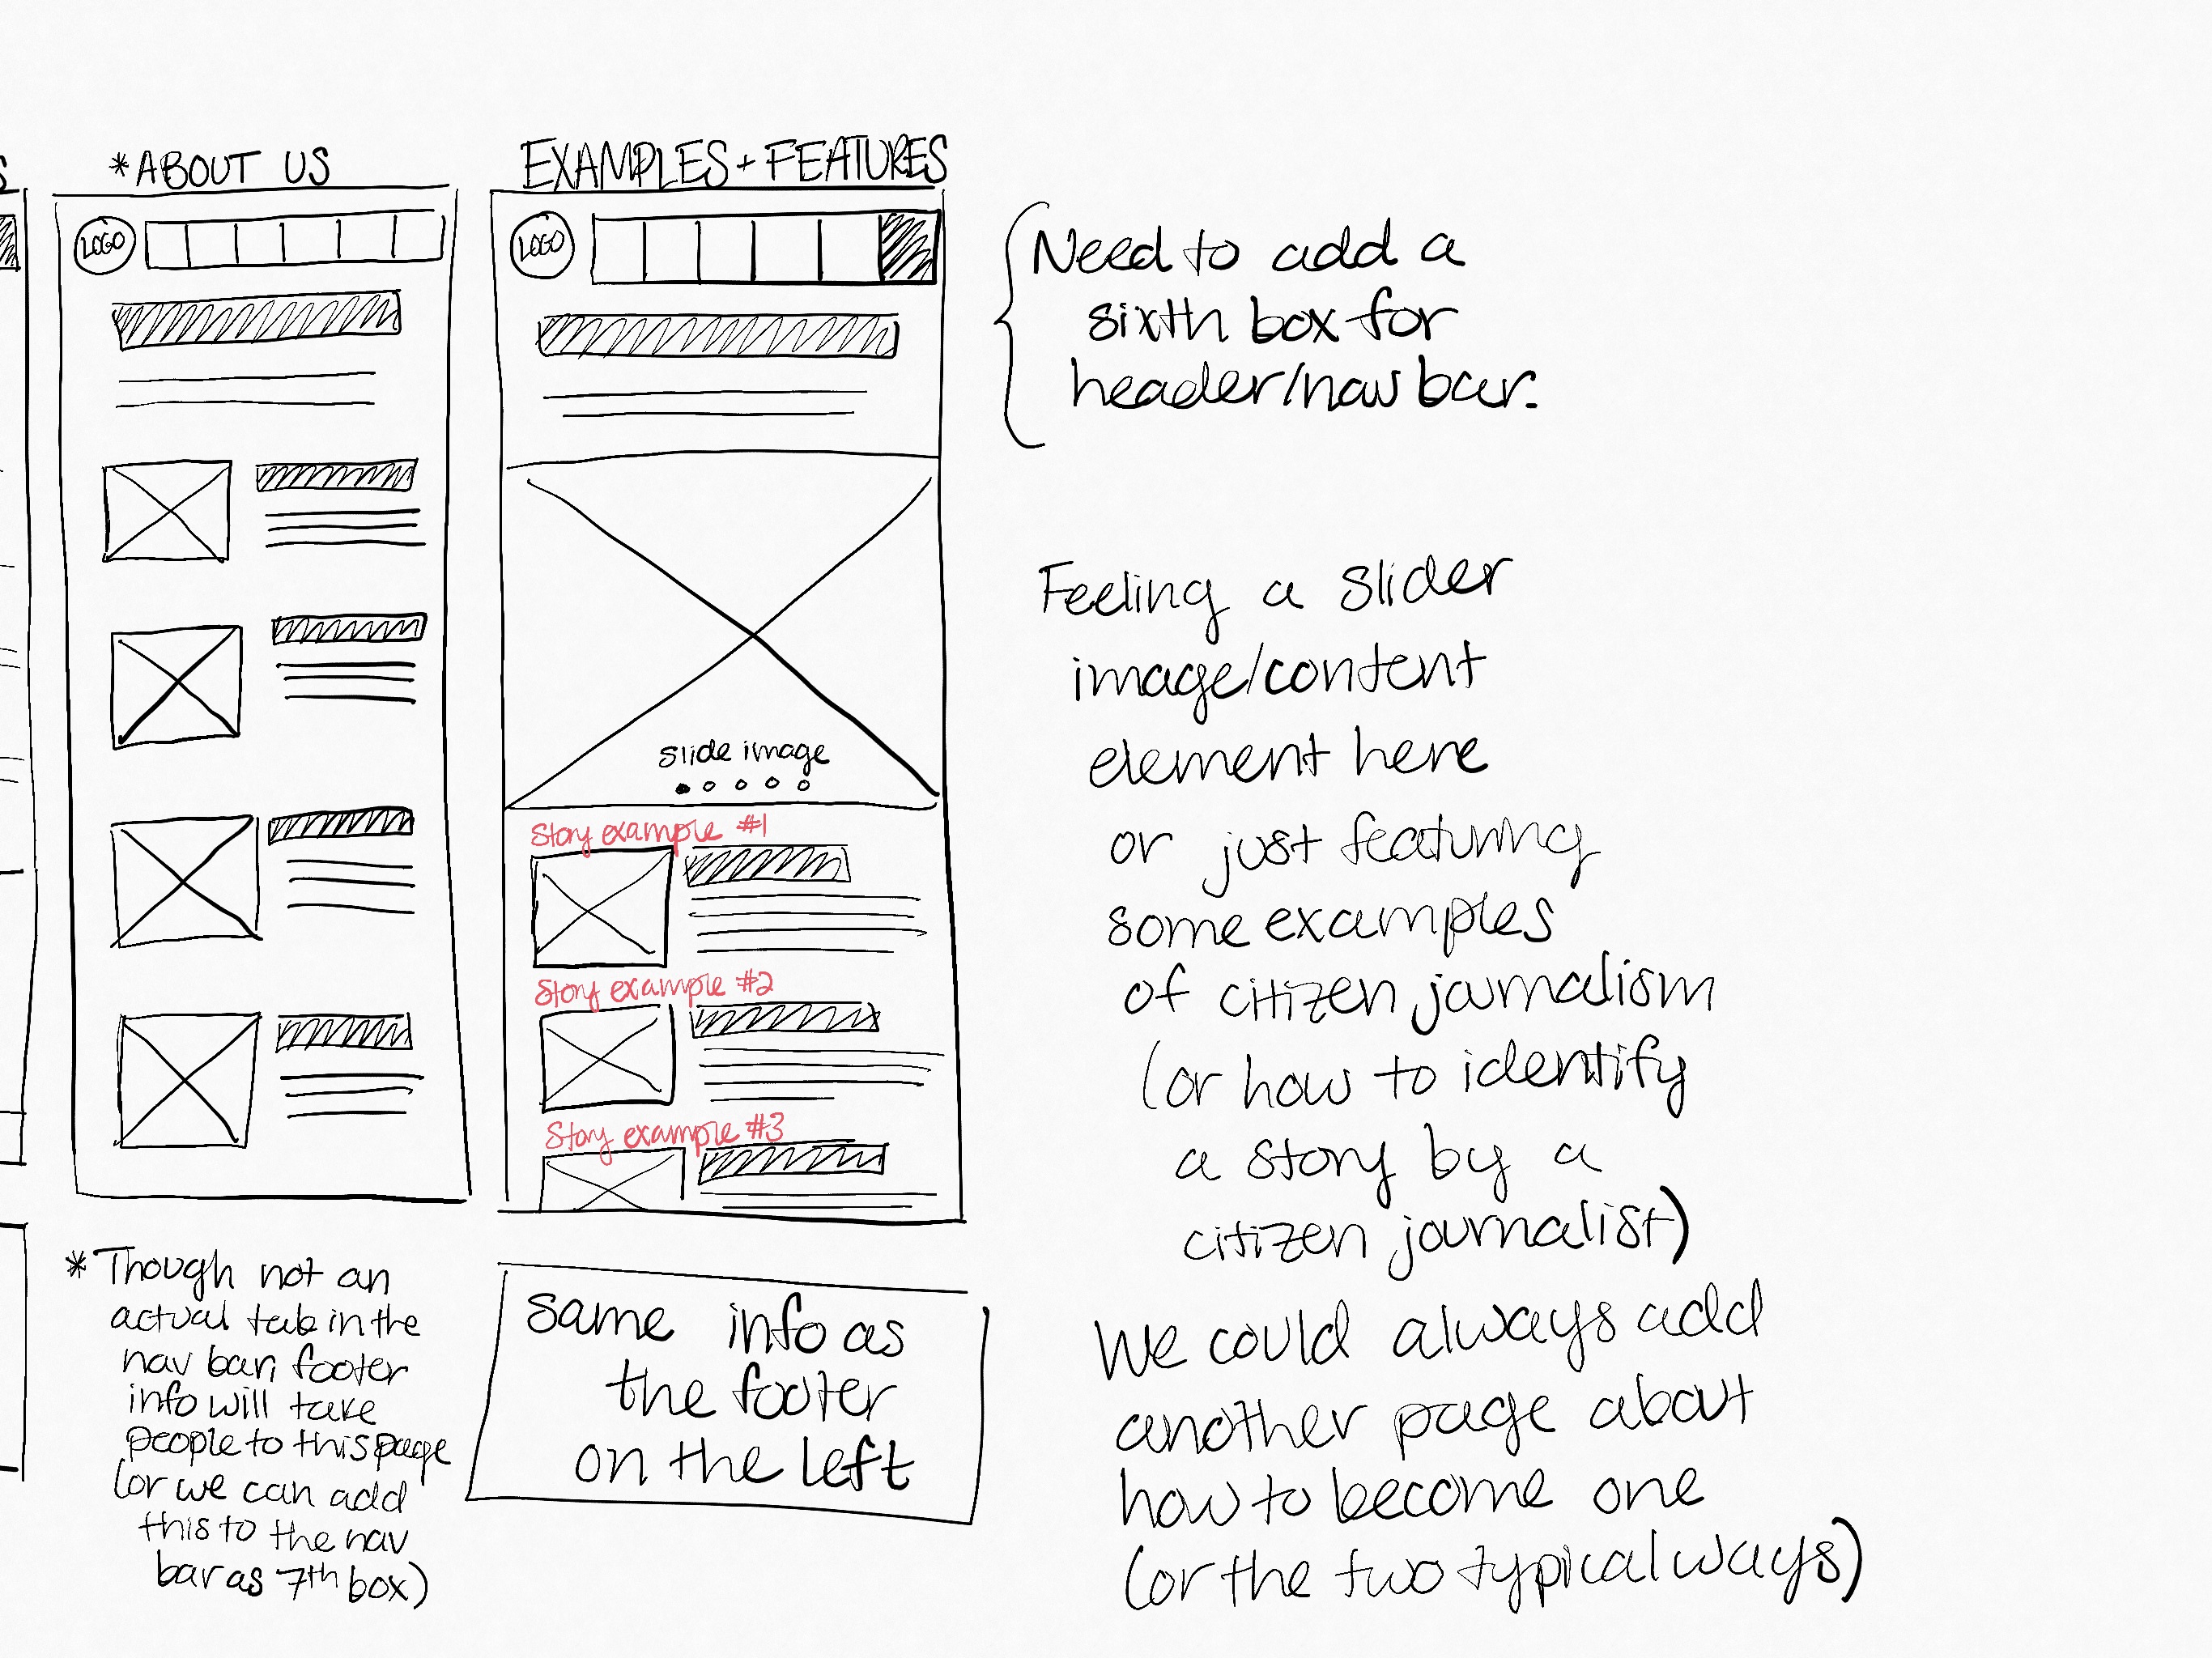 S
*ABOUT US
LOGO
*Though not an
actual tab in the
nav bar, footer
info will take
people to this page
(or we can add
this to the nav
bar as 7th box)
EXAMPLES + FEATURES
LOGO
slide image
Story example #1
Story example #2
Story example #3
same info as
the footer
on the left
Need to add a
sixth box for
header/nav bar.
Feeling a slider
image/content
element here
or just featuring
some examples
of citizen journalism
(or how to identify
a story by a
citizen journalist)
We could always add
another page about
how to become one
(or the two typical ways)